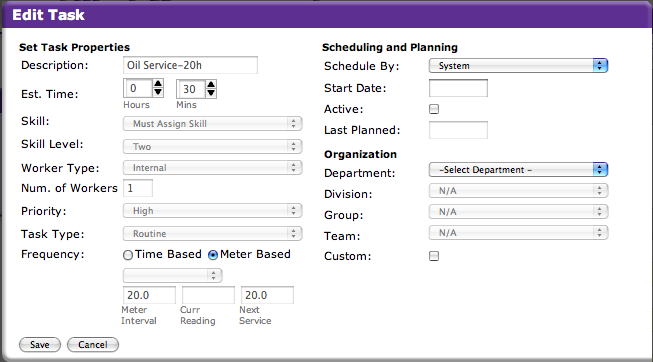 Edit Task
Set Task Properties
Description: Oil Service-20h
Est. Time: 0 30
Hours Mins
Skill: Must Assign Skill
Skill Level: Two
Worker Type: Internal
Num. of Workers 1
Priority: High
Task Type: Routine
Frequency: Time Based Meter Based
20.0 20.0
Meter Interval Curr Reading Next Service
Save Cancel
Scheduling and Planning
Schedule By: System
Start Date:
Active:
Last Planned:
Organization
Department: -Select Department -
Division: N/A
Group: N/A
Team: N/A
Custom: